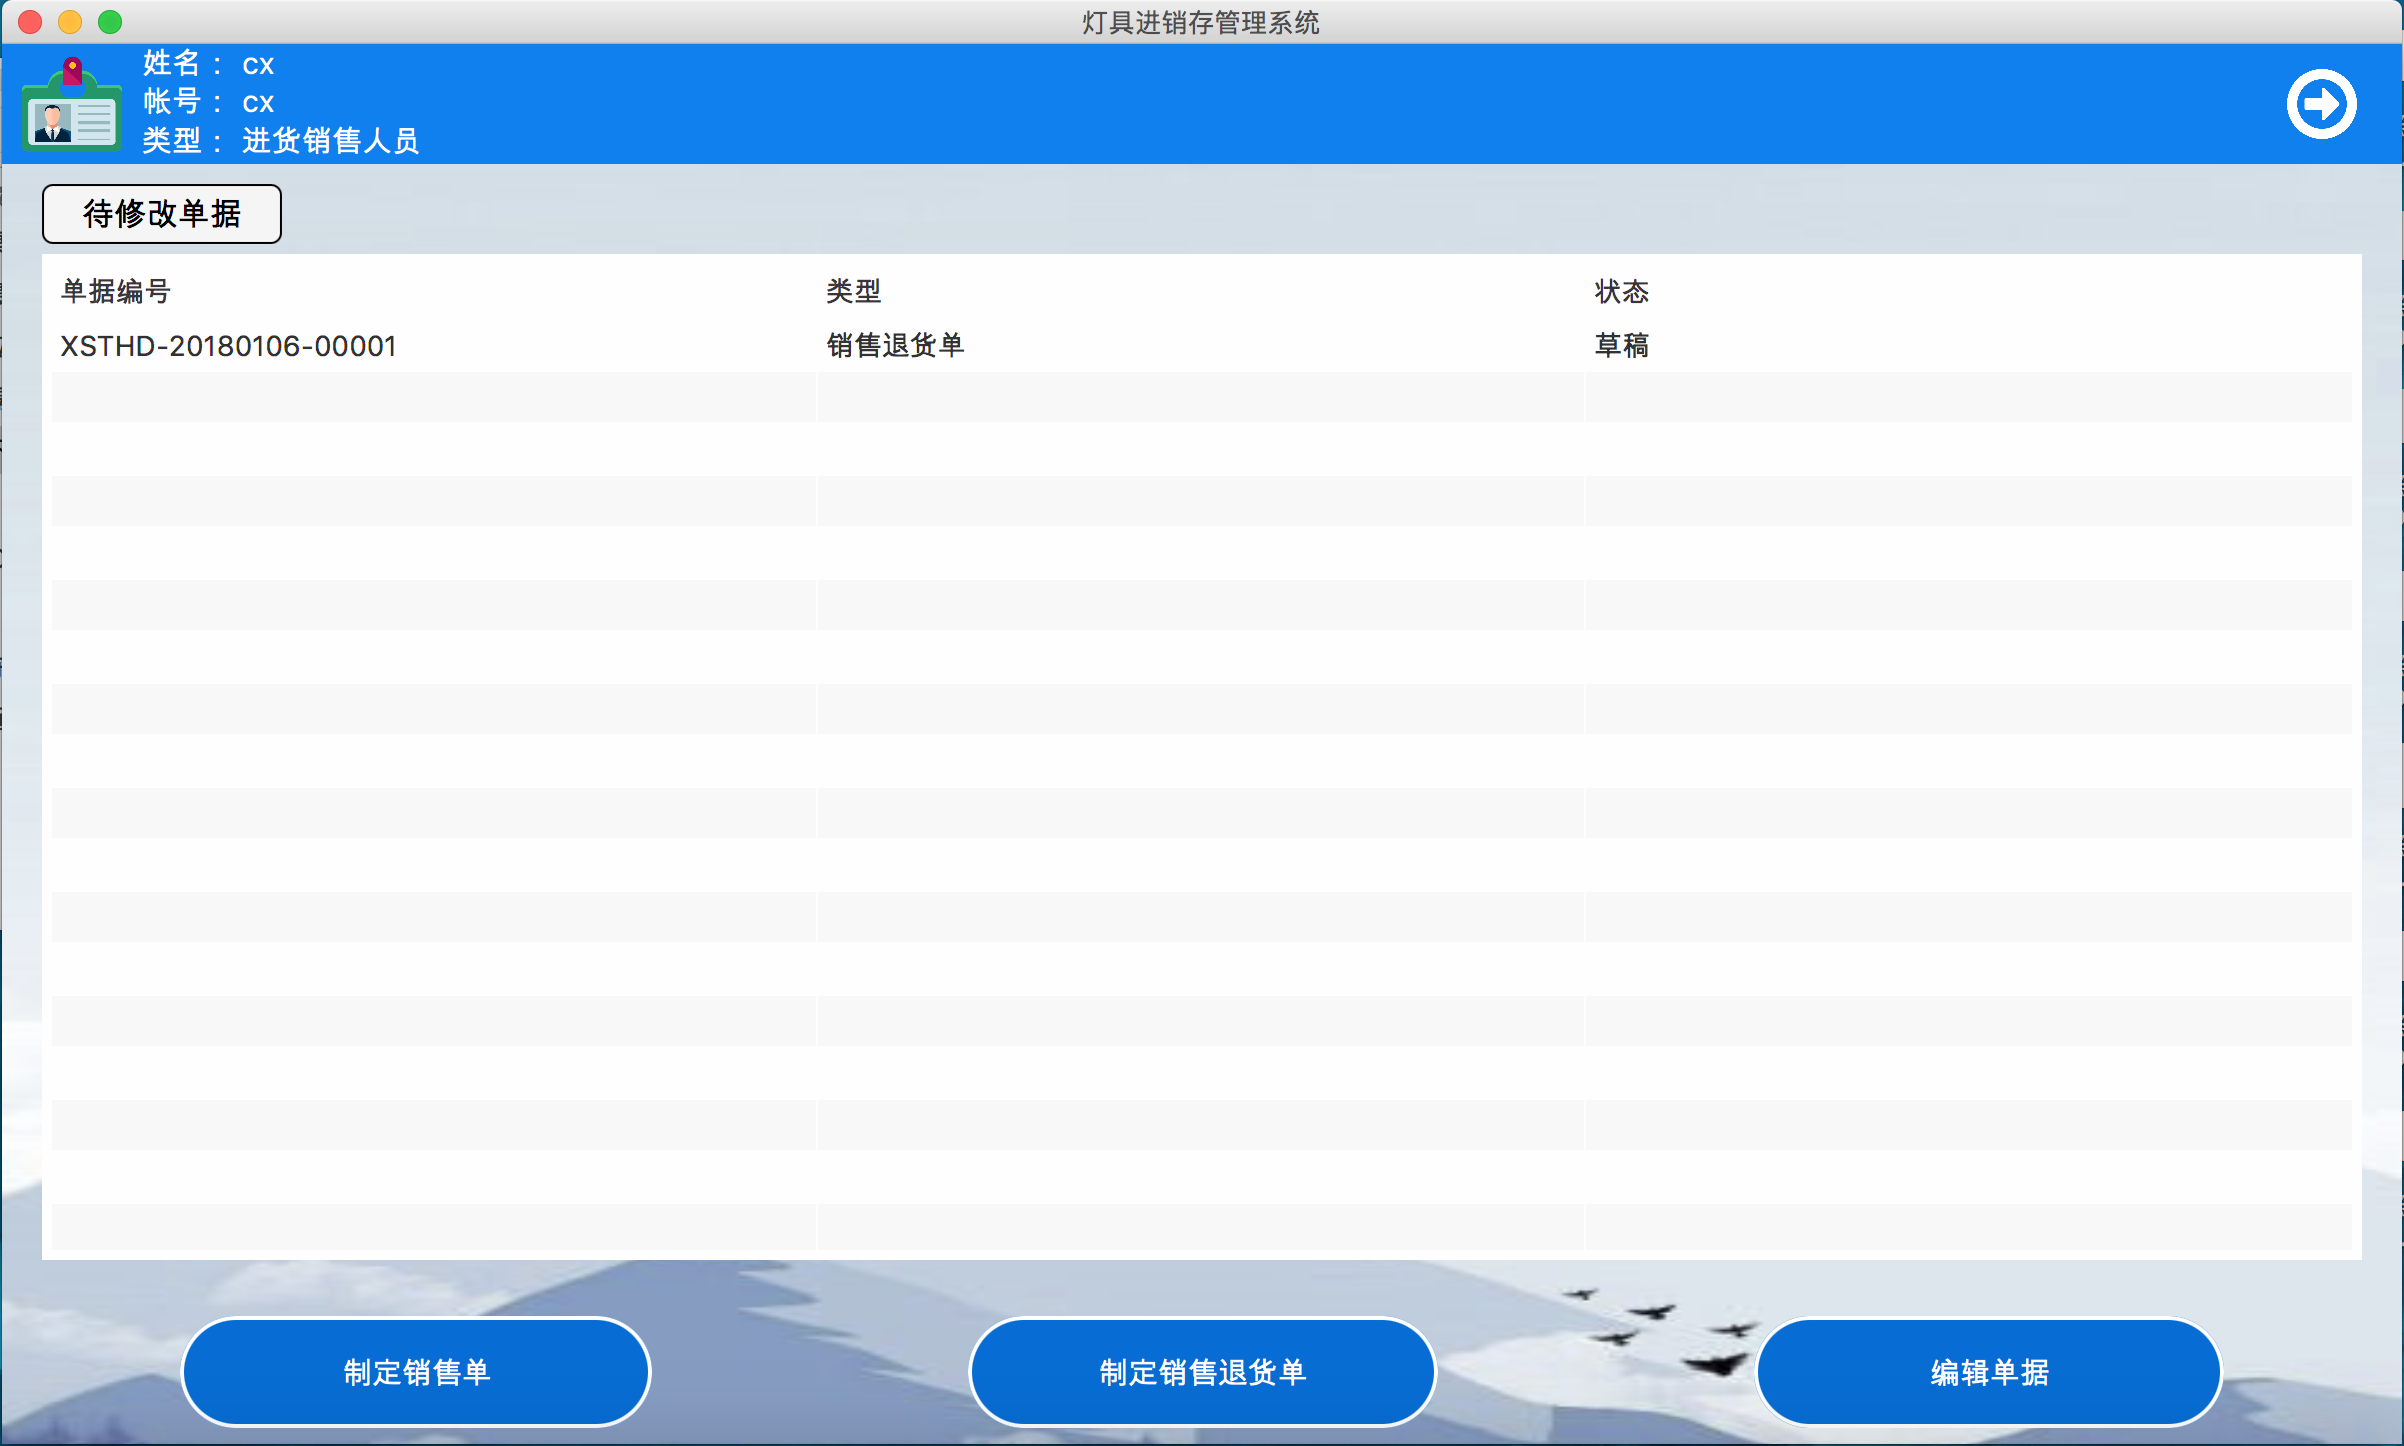 灯具进销存管理系统
姓名： cx
帐号： cx
类型： 进货销售人员
待修改单据
单据编号 类型 状态
XSTHD-20180106-00001 销售退货单 草稿
制定销售单 制定销售退货单 编辑单据